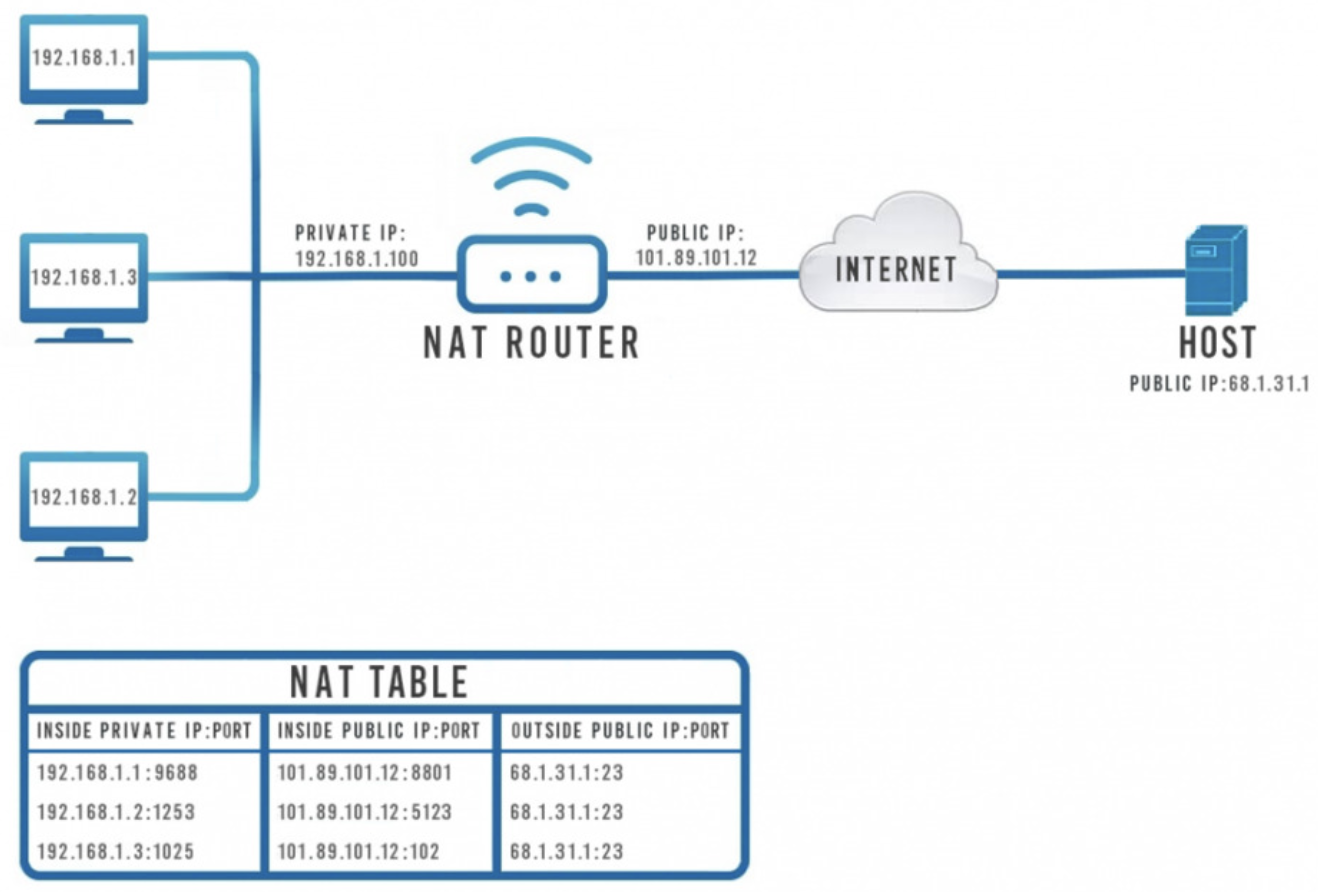 192.168.1.1
192.168.1.3
192.168.1.2
PRIVATE IP:
192.168.1.100
NAT ROUTER
PUBLIC IP:
101.89.101.12
INTERNET
HOST
PUBLIC IP:68.1.31.1
NAT TABLE
INSIDE PRIVATE IP:PORT INSIDE PUBLIC IP:PORT OUTSIDE PUBLIC IP:PORT
192.168.1.1:9688 101.89.101.12:8801 68.1.31.1:23
192.168.1.2:1253 101.89.101.12:5123 68.1.31.1:23
192.168.1.3:1025 101.89.101.12:102 68.1.31.1:23